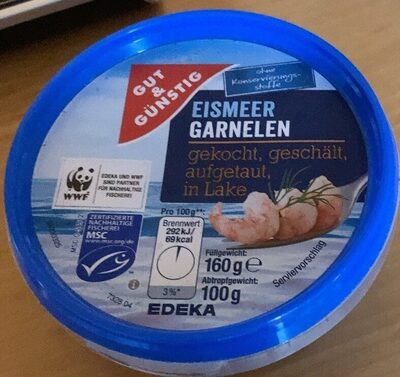 GUT
&
GÜNSTIG
ohne
Konservierungs-
stoffe
EISMEER
GARNELEN
gekocht, geschält,
aufgetaut,
in Lake
WWF
EDEKA UND WWF
SIND PARTNER
FÜR NACHHALTIGE
FISCHEREI
ZERTIFIZIERTE
NACHHALTIGE
FISCHEREI
MSC
www.msc.org/de
Pro 100g**:
Brennwert
292 kJ/
69 kcal
3%*
Füllgewicht:
160 g e
Abtropfgewicht:
100 g
Serviervorschlag
EDEKA